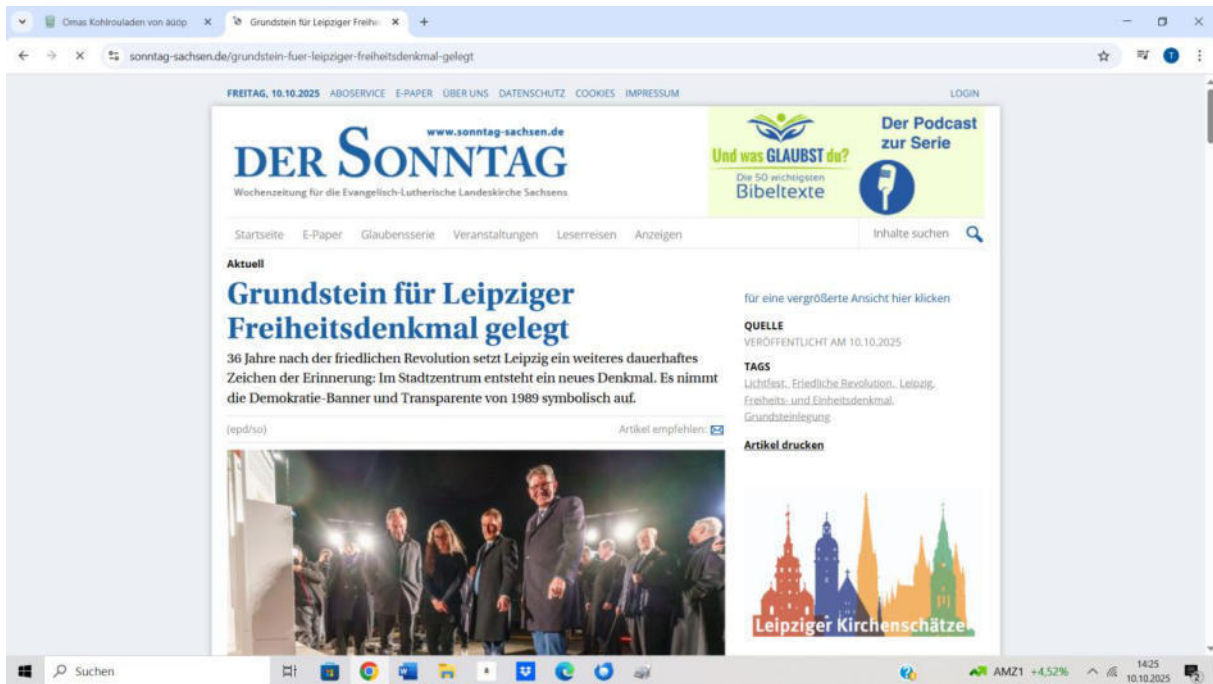 Omas Kohlrouladen von auöp
Grundstein für Leipziger Freihe
sonntag-sachsen.de/grundstein-fuer-leipziger-freiheitsdenkmal-gelegt
T
FREITAG, 10.10.2025 ABOSERVICE E-PAPER ÜBER UNS DATENSCHUTZ COOKIES IMPRESSUM LOGIN
www.sonntag-sachsen.de
DER SONNTAG
Wochenzeitung für die Evangelisch-Lutherische Landeskirche Sachsens
Und was GLAUBST du?
Die 50 wichtigsten
Bibeltexte
Der Podcast
zur Serie
Startseite E-Paper Glaubensserie Veranstaltungen Leserreisen Anzeigen Inhalte suchen
Aktuell
Grundstein für Leipziger
Freiheitsdenkmal gelegt
36 Jahre nach der friedlichen Revolution setzt Leipzig ein weiteres dauerhaftes
Zeichen der Erinnerung: Im Stadtzentrum entsteht ein neues Denkmal. Es nimmt
die Demokratie-Banner und Transparente von 1989 symbolisch auf.
(epd/so) Artikel empfehlen:
für eine vergrößerte Ansicht hier klicken
QUELLE
VERÖFFENTLICHT AM 10.10.2025
TAGS
Lichtfest, Friedliche Revolution, Leipzig,
Freiheits- und Einheitsdenkmal,
Grundsteinlegung
Artikel drucken
Leipziger Kirchenschätze
Suchen
AMZ1 +4,52%
14:25
10.10.2025